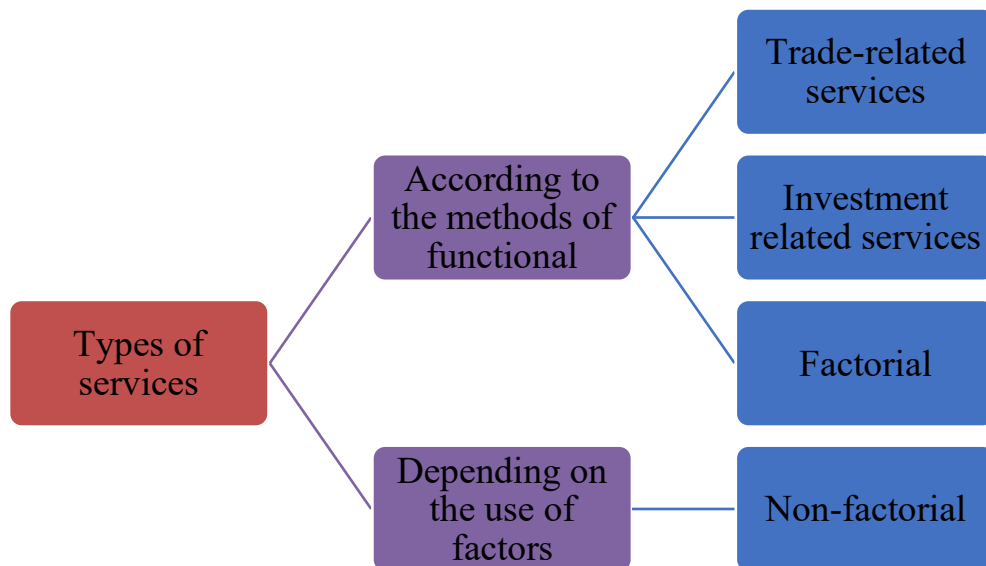 Types of
services
According to
the methods of
functional
Depending on
the use of
factors
Trade-related
services
Investment
related services
Factorial
Non-factorial